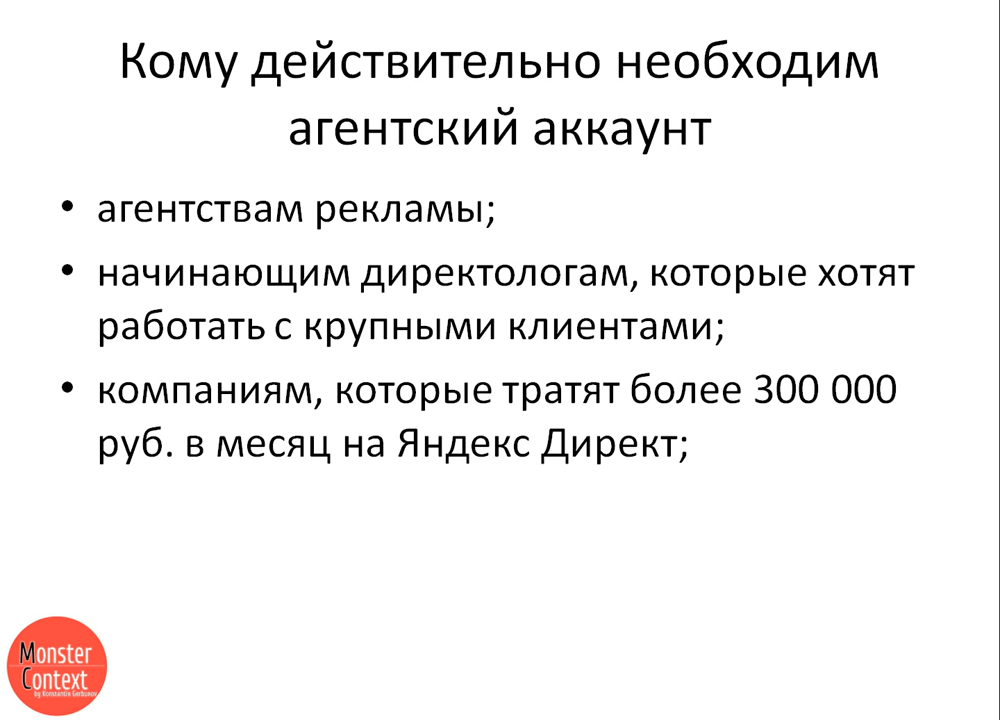 Кому действительно необходим
агентский аккаунт
• агентствам рекламы;
• начинающим директологам, которые хотят
работать с крупными клиентами;
• компаниям, которые тратят более 300 000
руб. в месяц на Яндекс Директ;
Monster
Context
by Konstantin Gorbunov